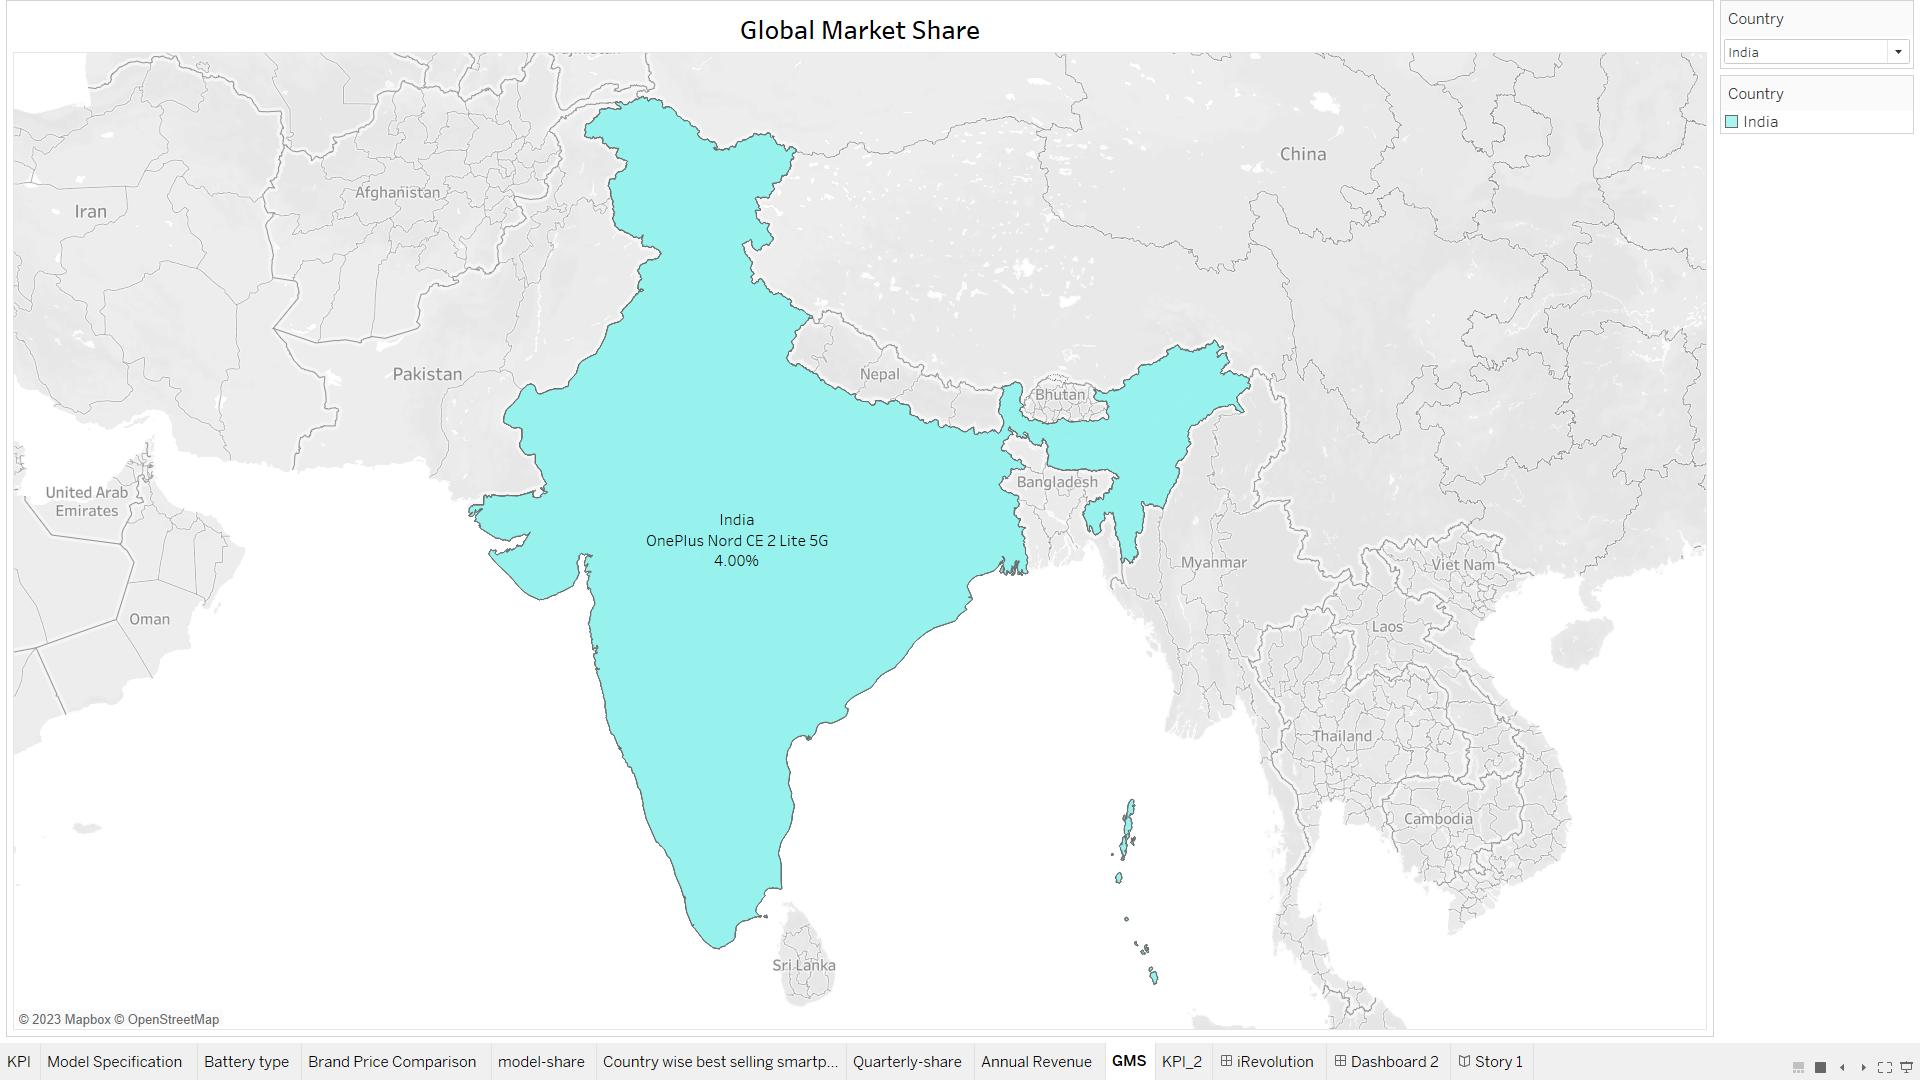 Global Market Share
Country
India
Country
India
China
Afghanistan
Iran
Pakistan
Nepal
Bhutan
Bangladesh
United Arab
Emirates
India
OnePlus Nord CE 2 Lite 5G
4.00%
Myanmar
Viet Nam
Oman
Laos
Thailand
Cambodia
Sri Lanka
© 2023 Mapbox © OpenStreetMap
KPI Model Specification Battery type Brand Price Comparison model-share Country wise best selling smartp... Quarterly-share Annual Revenue GMS KPI_2 iRevolution Dashboard 2 Story 1